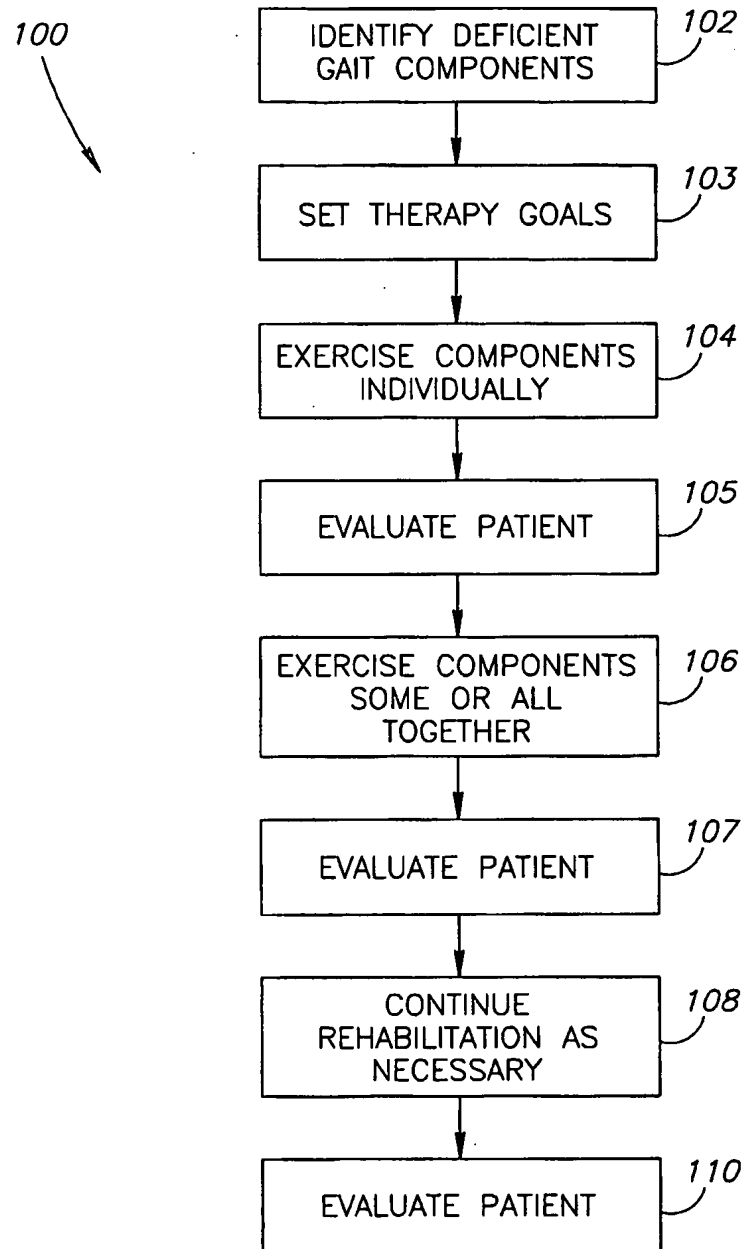 100
IDENTIFY DEFICIENT
GAIT COMPONENTS
102
SET THERAPY GOALS
103
EXERCISE COMPONENTS
INDIVIDUALLY
104
EVALUATE PATIENT
105
EXERCISE COMPONENTS
SOME OR ALL
TOGETHER
106
EVALUATE PATIENT
107
CONTINUE
REHABILITATION AS
NECESSARY
108
EVALUATE PATIENT
110